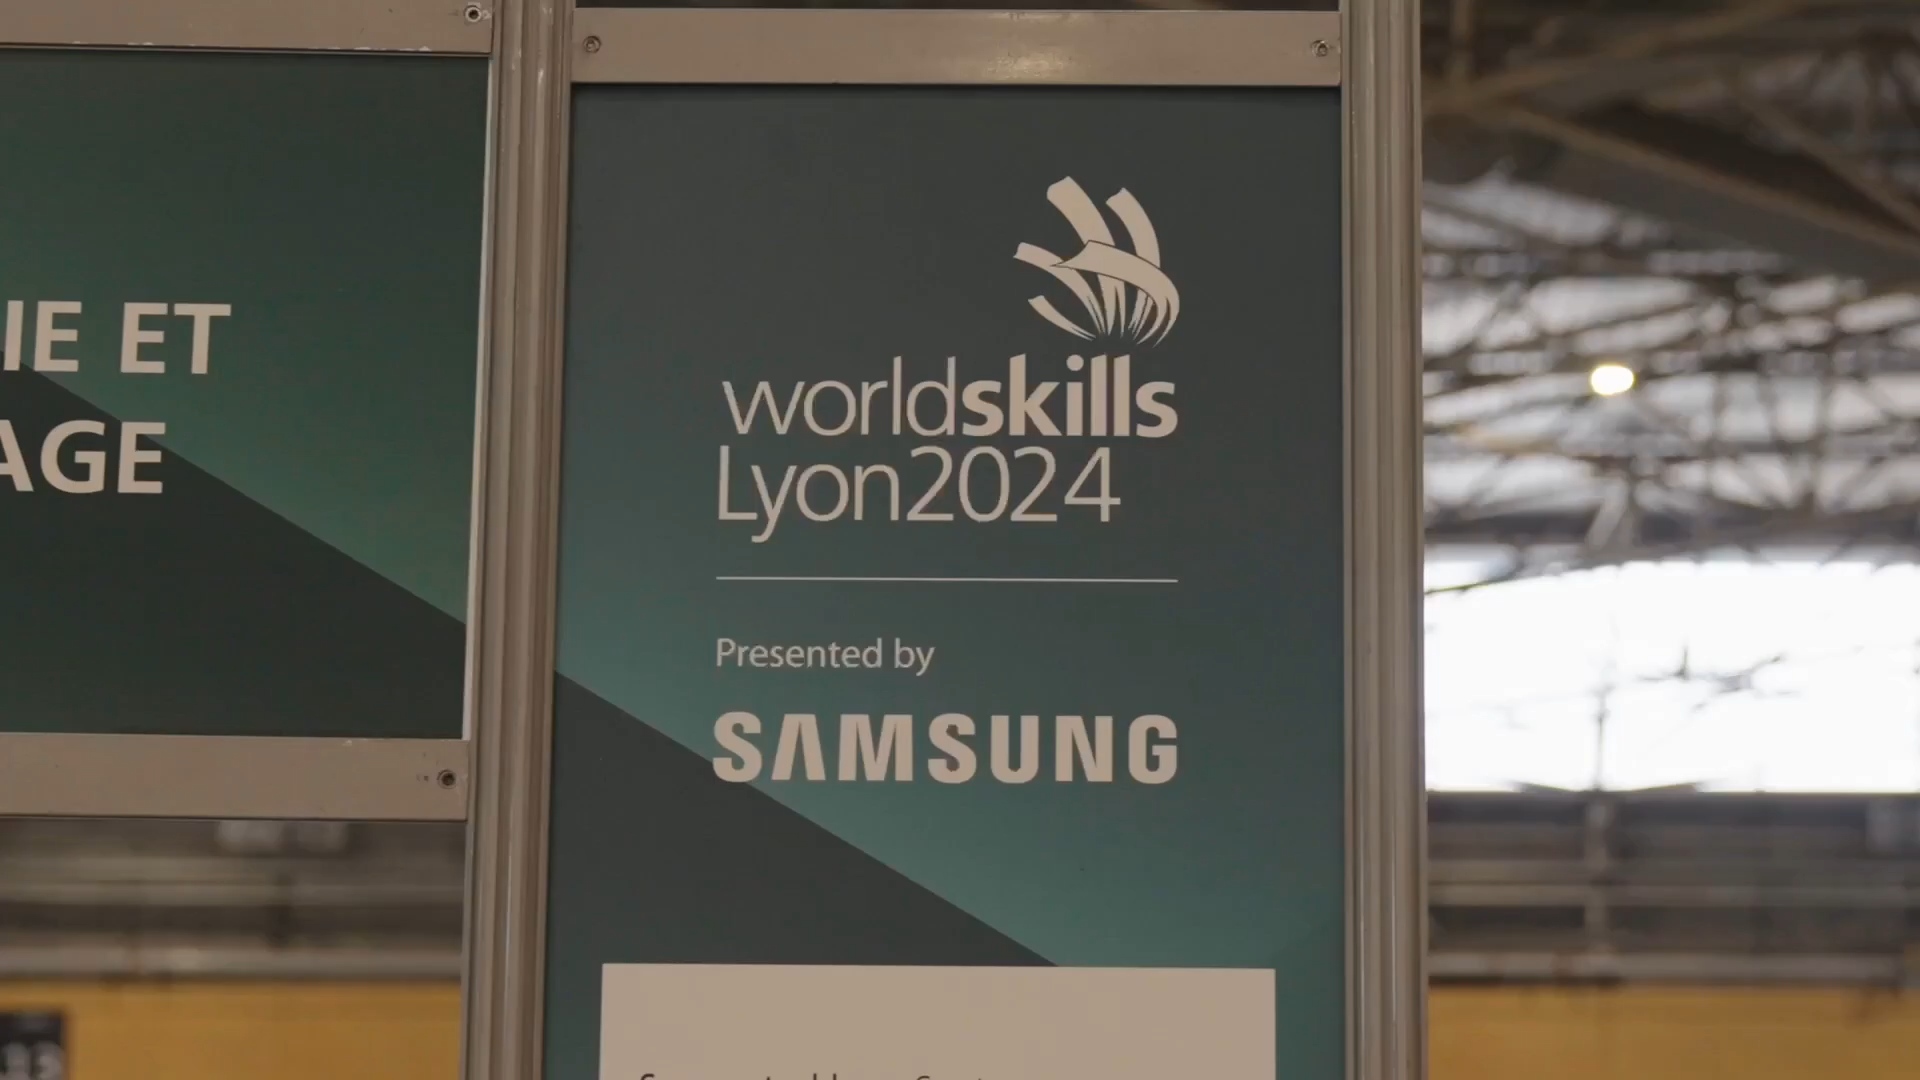 IE ET
AGE
worldskills
Lyon2024
Presented by
SAMSUNG